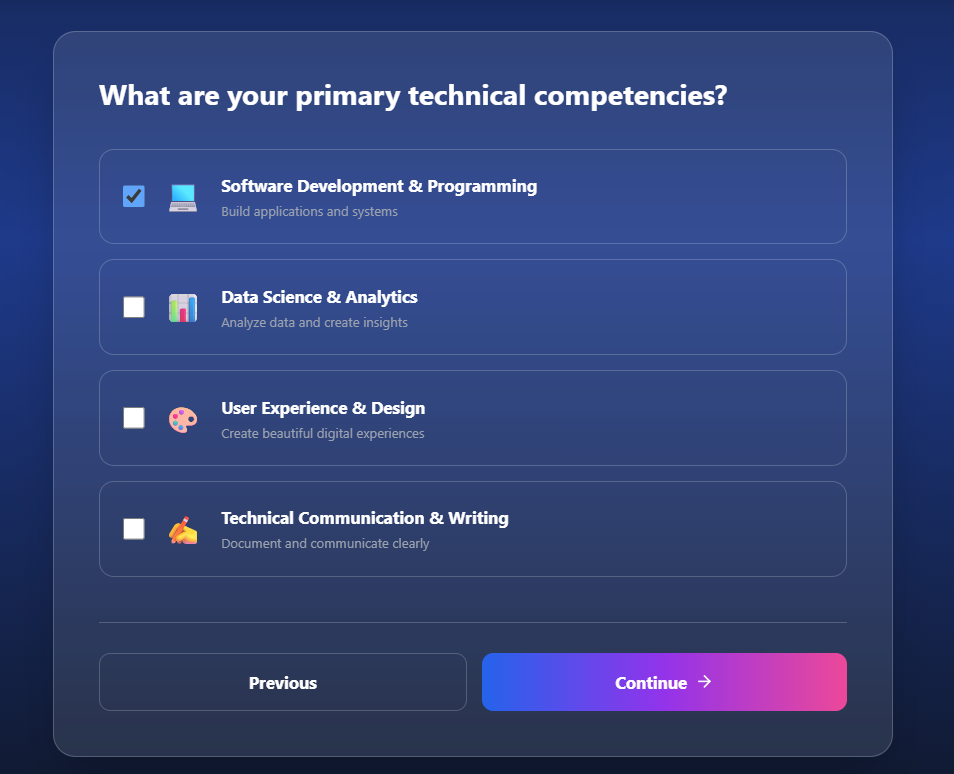 What are your primary technical competencies?
Software Development & Programming
Build applications and systems
Data Science & Analytics
Analyze data and create insights
User Experience & Design
Create beautiful digital experiences
Technical Communication & Writing
Document and communicate clearly
Previous
Continue →